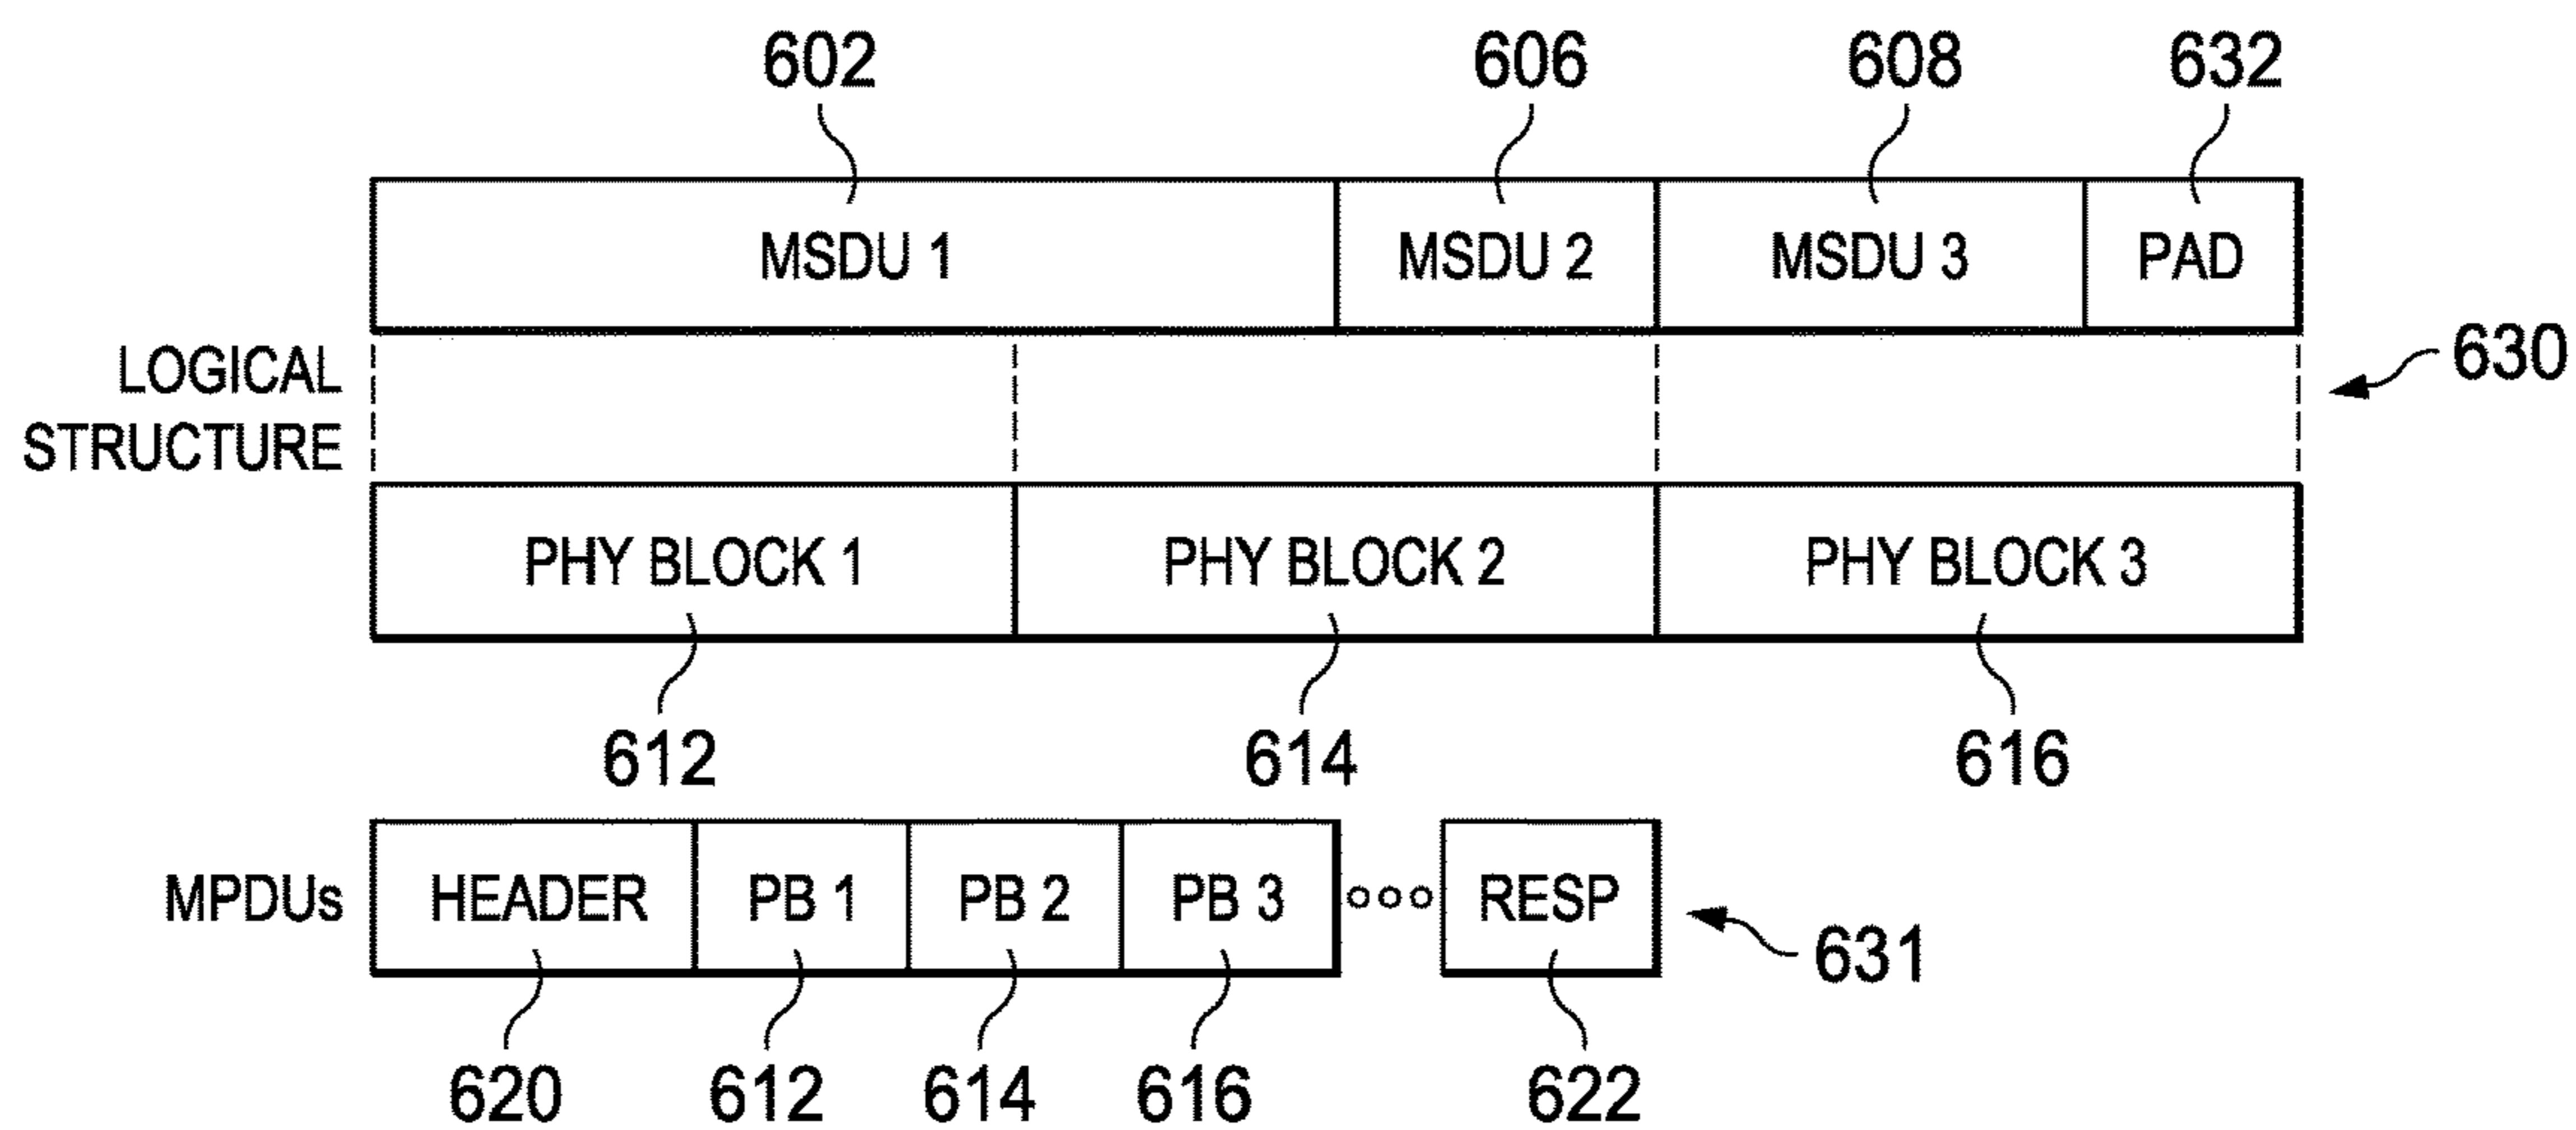 602 606 608 632
MSDU 1 MSDU 2 MSDU 3 PAD
LOGICAL
STRUCTURE
630
PHY BLOCK 1 PHY BLOCK 2 PHY BLOCK 3
612 614 616
MPDUs HEADER PB 1 PB 2 PB 3 RESP
631
620 612 614 616 622